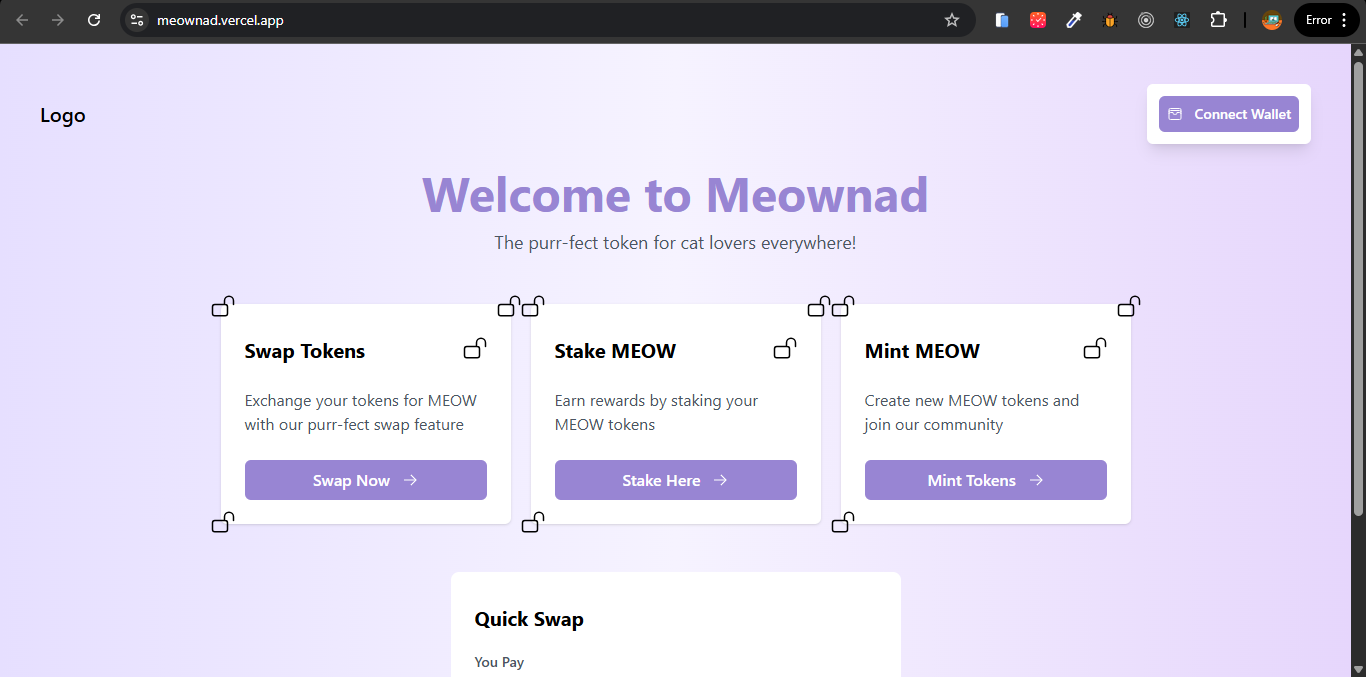 meownad.vercel.app
Error
Logo
Connect Wallet
Welcome to Meownad
The purr-fect token for cat lovers everywhere!
Swap Tokens
Exchange your tokens for MEOW
with our purr-fect swap feature
Swap Now
Stake MEOW
Earn rewards by staking your
MEOW tokens
Stake Here
Mint MEOW
Create new MEOW tokens and
join our community
Mint Tokens
Quick Swap
You Pay